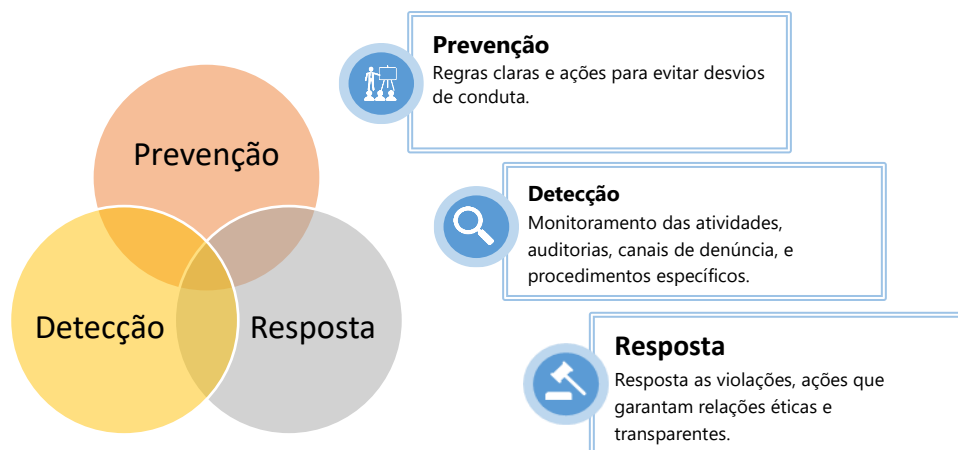 Prevenção
Detecção
Resposta
Prevenção
Regras claras e ações para evitar desvios
de conduta.
Detecção
Monitoramento das atividades,
auditorias, canais de denúncia, e
procedimentos específicos.
Resposta
Resposta as violações, ações que
garantam relações éticas e
transparentes.